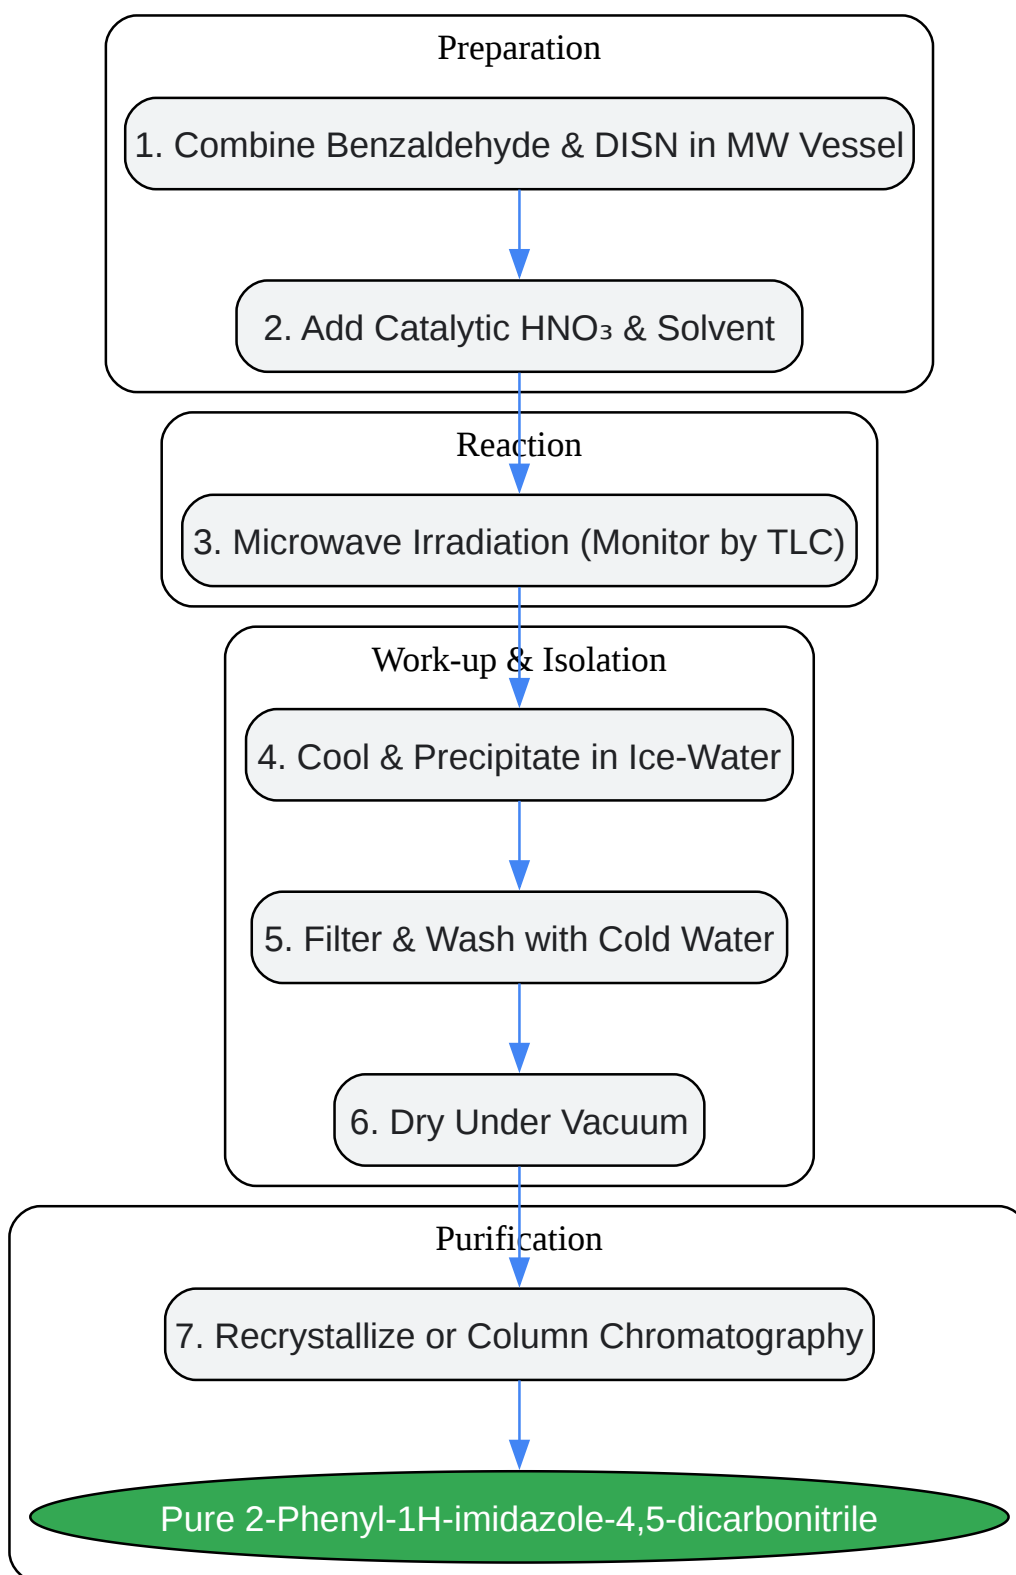 Preparation
1. Combine Benzaldehyde & DISN in MW Vessel
2. Add Catalytic HNO₃ & Solvent
Reaction
3. Microwave Irradiation (Monitor by TLC)
Work-up & Isolation
4. Cool & Precipitate in Ice-Water
5. Filter & Wash with Cold Water
6. Dry Under Vacuum
Purification
7. Recrystallize or Column Chromatography
Pure 2-Phenyl-1H-imidazole-4,5-dicarbonitrile